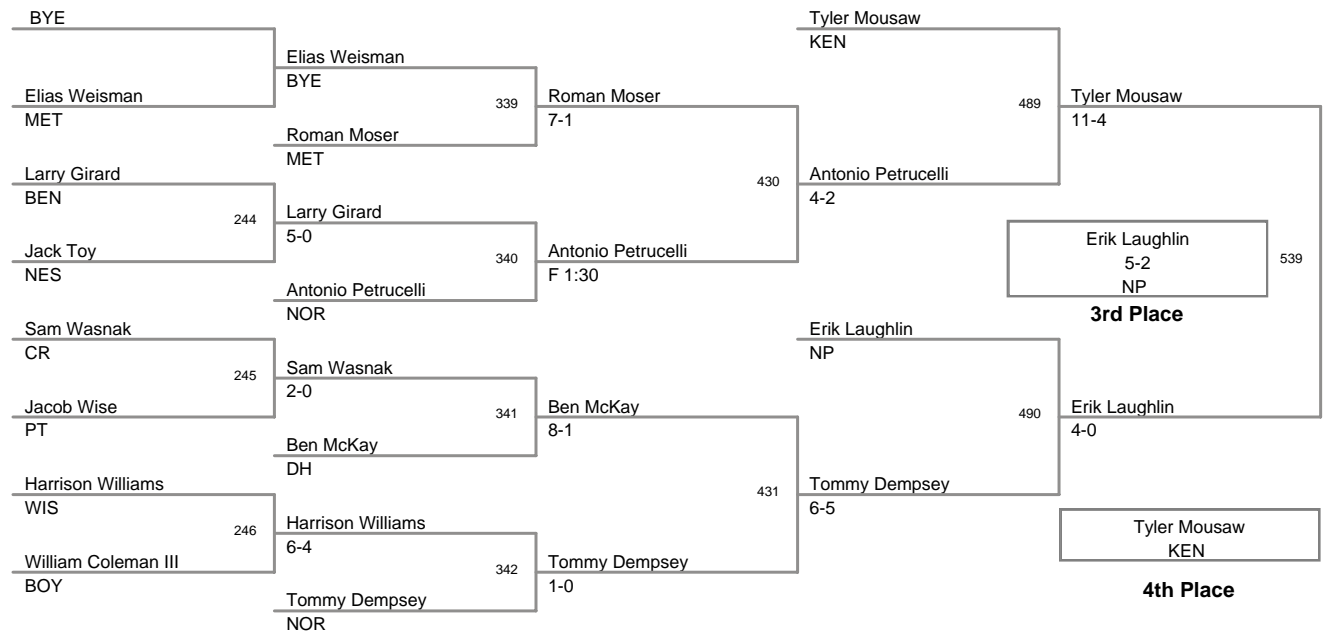 BYE
Elias Weisman
MET
Larry Girard
BEN
244
Jack Toy
NES
Sam Wasnak
CR
245
Jacob Wise
PT
Harrison Williams
WIS
246
William Coleman III
BOY
Elias Weisman
BYE
339
Roman Moser
MET
Larry Girard
5-0
340
Antonio Petrucelli
NOR
Sam Wasnak
2-0
341
Ben McKay
DH
Harrison Williams
6-4
342
Tommy Dempsey
NOR
Roman Moser
7-1
430
Antonio Petrucelli
F 1:30
Ben McKay
8-1
431
Tommy Dempsey
1-0
Tyler Mousaw
KEN
489
Antonio Petrucelli
4-2
Erik Laughlin
NP
490
Tommy Dempsey
6-5
Tyler Mousaw
11-4
Erik Laughlin
5-2
NP
539
3rd Place
Erik Laughlin
4-0
Tyler Mousaw
KEN
4th Place